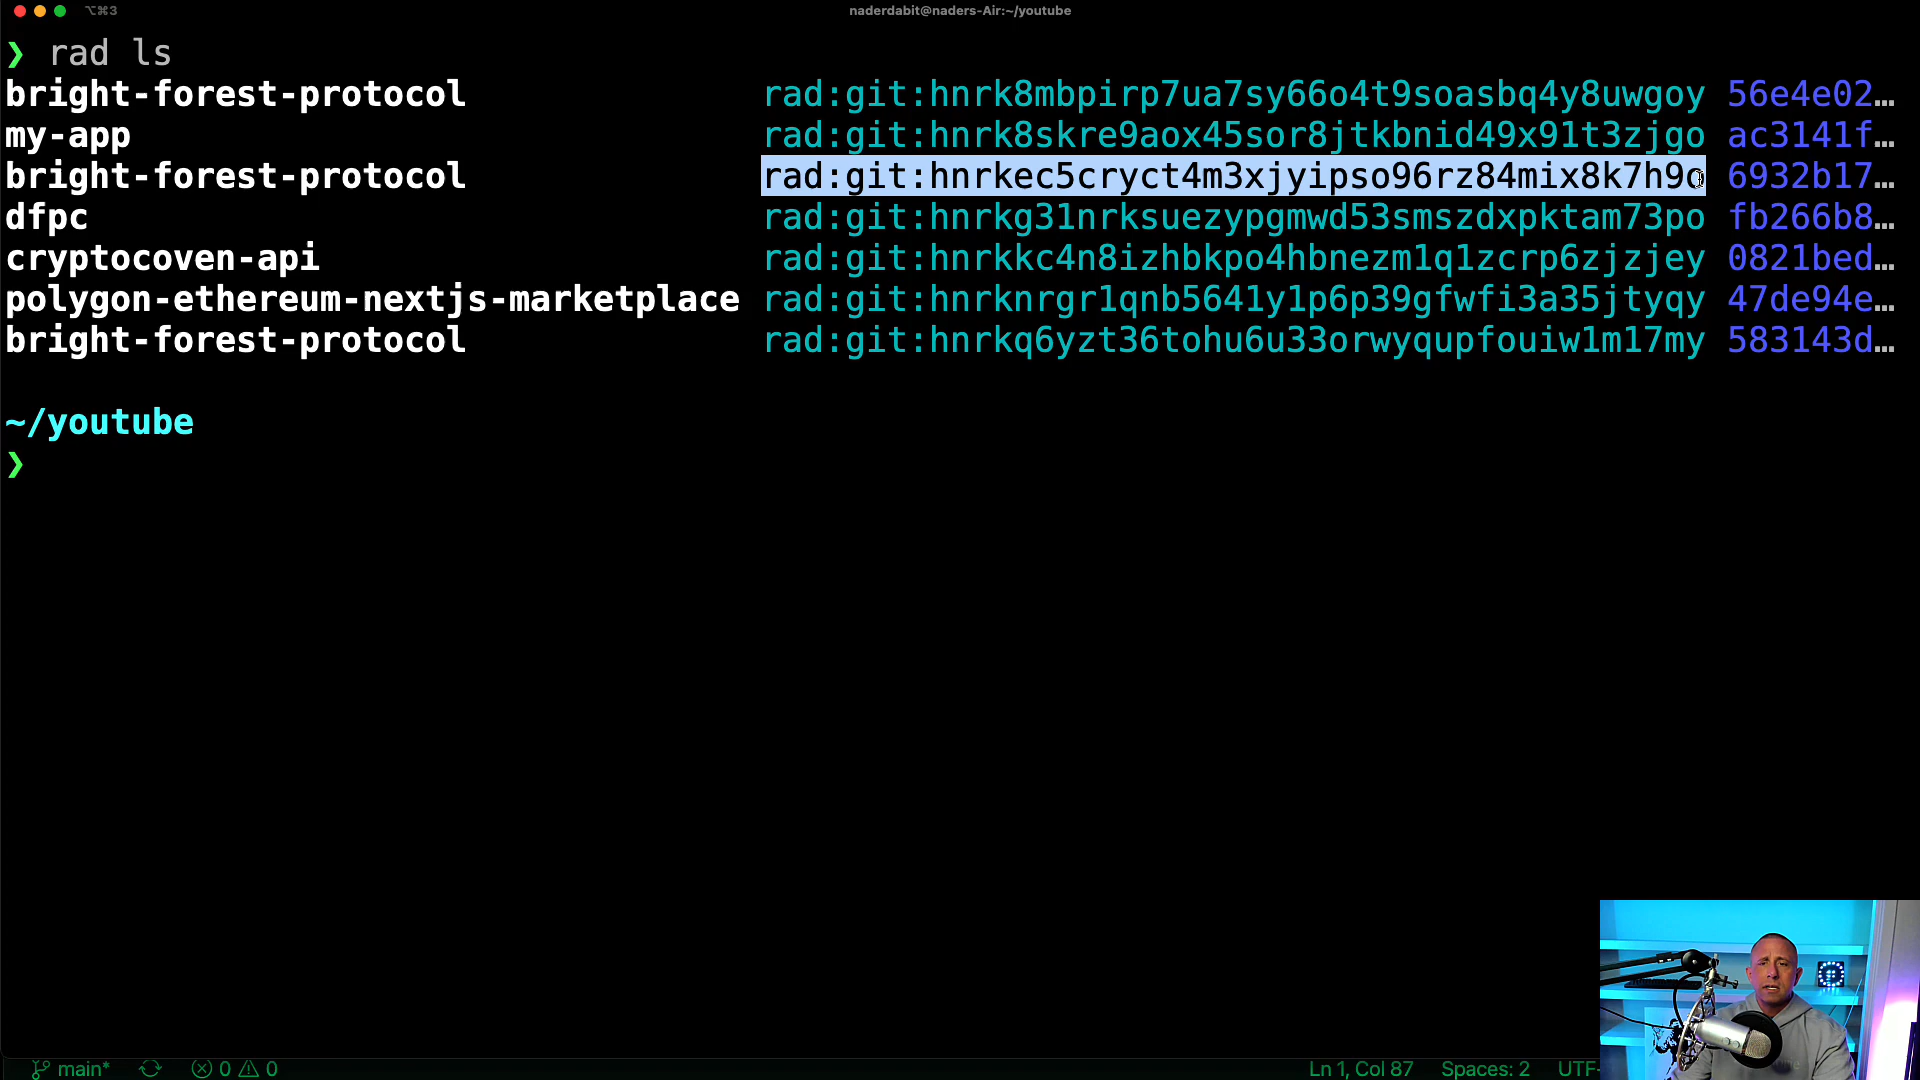 ⌥⌘3
naderdabit@naders-Air:~/youtube
❯ rad ls
bright-forest-protocol rad:git:hnrk8mbpirp7ua7sy66o4t9soasbq4y8uwgoy 56e4e02…
my-app rad:git:hnrk8skre9aox45sor8jtkbnid49x91t3zjgo ac3141f…
bright-forest-protocol rad:git:hnrkec5cryct4m3xjyipso96rz84mix8k7h9o 6932b17…
dfpc rad:git:hnrkg31nrksuezypgmwd53smszdxpktam73po fb266b8…
cryptocoven-api rad:git:hnrkkc4n8izhbkpo4hbnezm1q1zcrp6zjzjey 0821bed…
polygon-ethereum-nextjs-marketplace rad:git:hnrknrgr1qnb5641y1p6p39gfwfi3a35jtyqy 47de94e…
bright-forest-protocol rad:git:hnrkq6yzt36tohu6u33orwyqupfouiw1m17my 583143d…
~/youtube
❯
main* 0 0 Ln 1, Col 87 Spaces: 2 UTF-